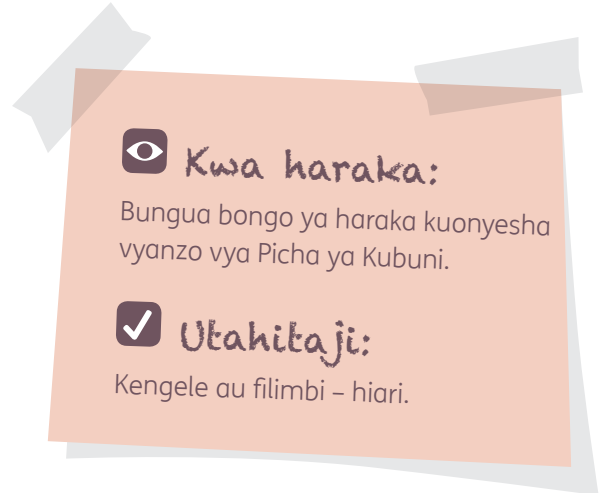 Kwa haraka:
Bungua bongo ya haraka kuonyesha
vyanzo vya Picha ya Kubuni.
Utahitaji:
Kengele au filimbi – hiari.